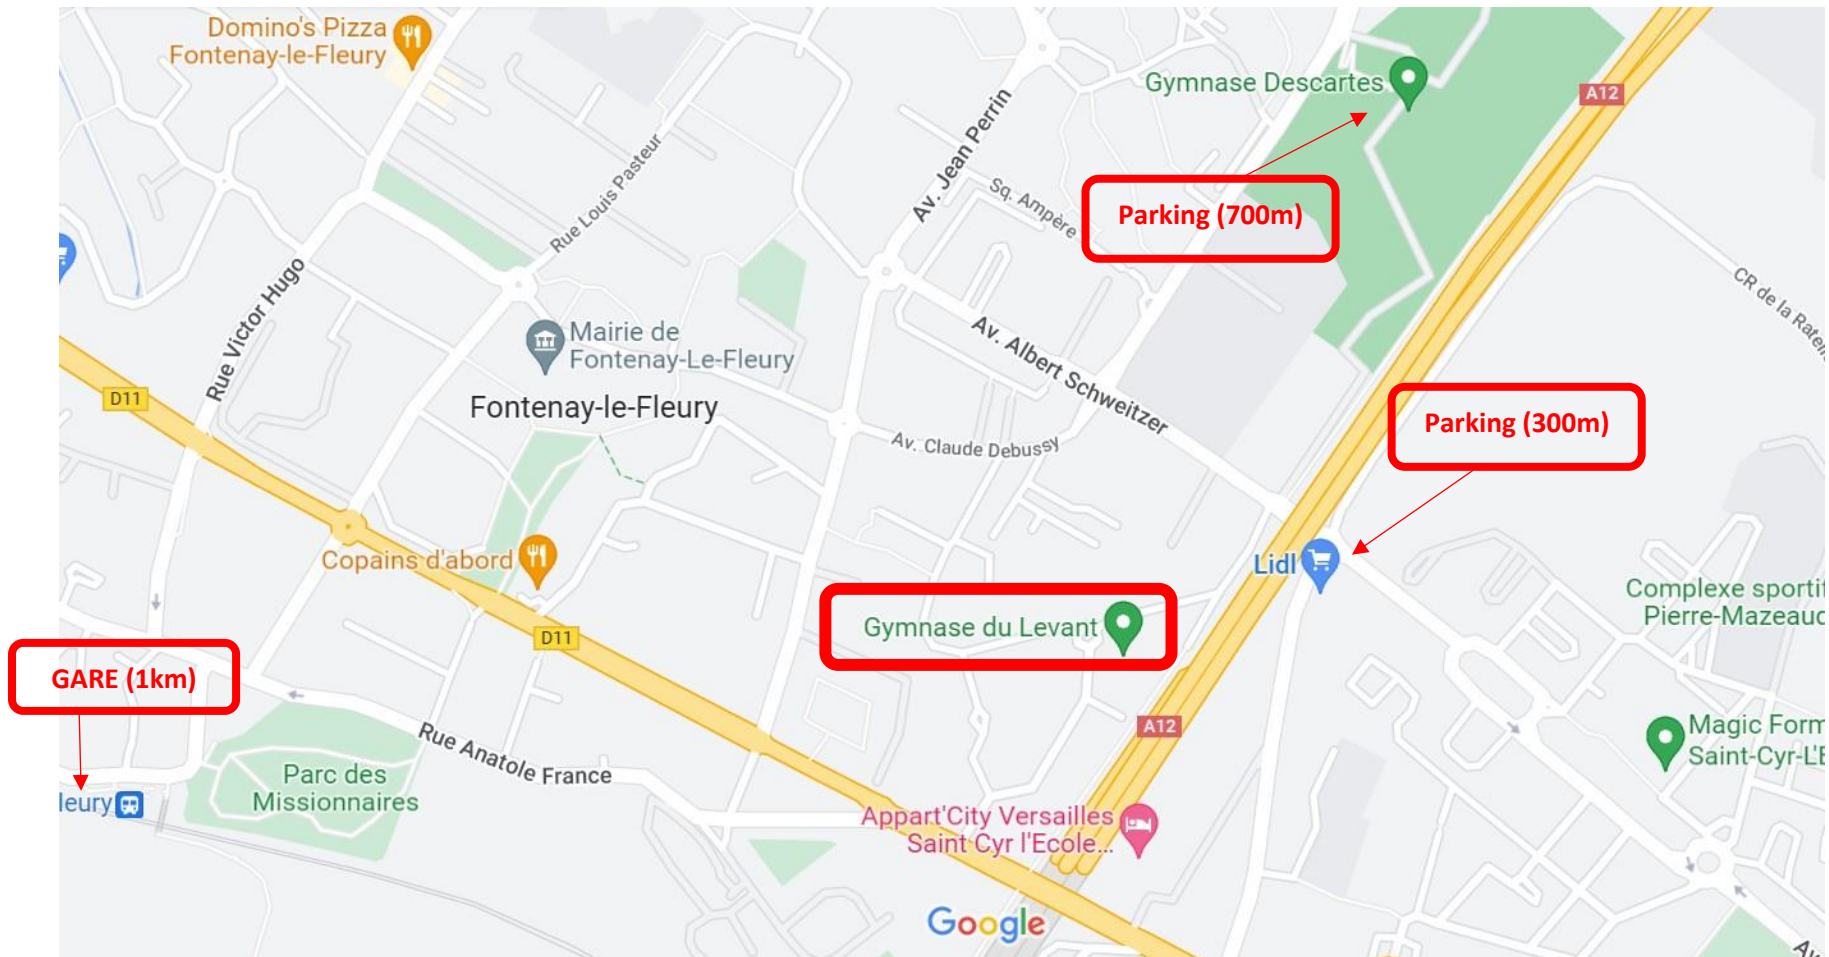 Domino's Pizza
Fontenay-le-Fleury
Gymnase Descartes
A12
Av. Jean Perrin
Rue Louis Pasteur
Sq. Ampère
Parking (700m)
Rue Victor Hugo
CR de la
Av. Albert Schweitzer
Mairie de
Fontenay-Le-Fleury
D11
Fontenay-le-Fleury
Parking (300m)
Av. Claude Debussy
Copains d'abord
Lidl
Complexe sportif
Pierre-Mazeaud
Gymnase du Levant
D11
GARE (1km)
A12
Magic Form
Saint-Cyr-L'E
Rue Anatole France
Parc des
Missionnaires
leury
Appart'City Versailles
Saint Cyr l'Ecole...
Google
Av